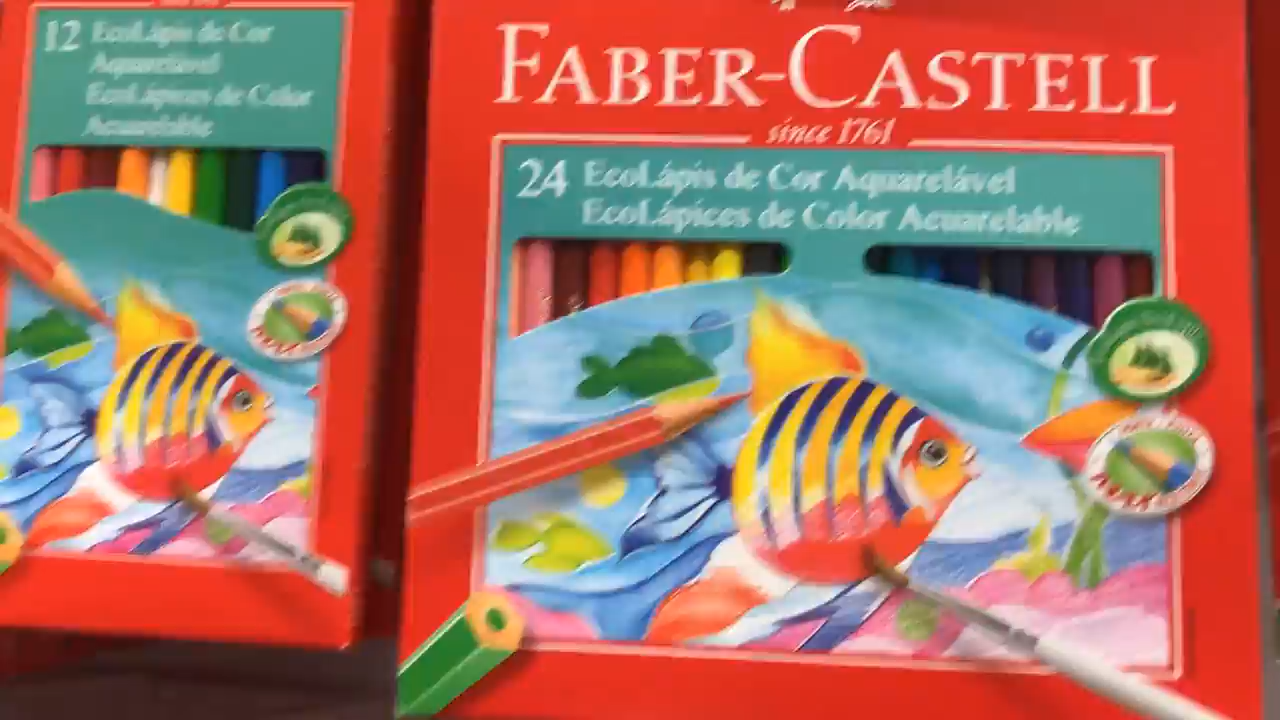 12 EcoLápis de Cor
Aquarelável
EcoLápices de Color
Acuarelable
FABER-CASTELL
since 1761
24 EcoLápis de Cor Aquarelável
EcoLápices de Color Acuarelable